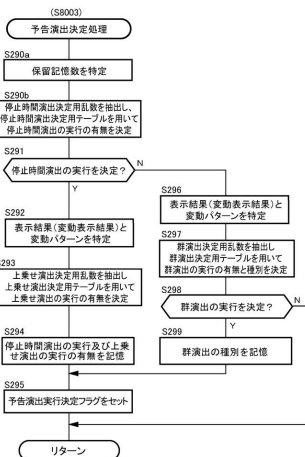 (S8003)
予告演出決定処理
S290a
保留記憶数を特定
S290b
停止時間演出決定用乱数を抽出し、
停止時間演出決定用テーブルを用いて
停止時間演出の実行の有無を決定
S291
停止時間演出の実行を決定?
N
Y
S292
表示結果(変動表示結果)と
変動パターンを特定
S293
上乗せ演出決定用乱数を抽出し
上乗せ演出決定用テーブルを用いて
上乗せ演出の実行の有無を決定
S294
停止時間演出の実行及び上乗
せ演出の実行の有無を記憶
S296
表示結果(変動表示結果)と
変動パターンを特定
S297
群演出決定用乱数を抽出し
群演出決定用テーブルを用いて
群演出の実行の有無と種別を決定
S298
群演出の実行を決定?
N
Y
S299
群演出の種別を記憶
S295
予告演出実行決定フラグをセット
リターン